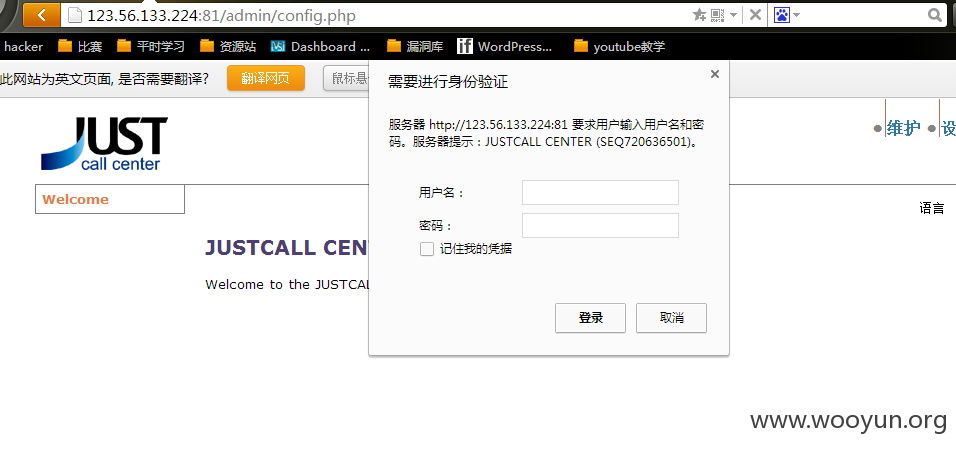 123.56.133.224:81/admin/config.php
hacker 比赛 平时学习 资源站 Dashboard ... 漏洞库 WordPress... youtube教学
此网站为英文页面, 是否需要翻译? 翻译网页 鼠标悬
需要进行身份验证
服务器 http://123.56.133.224:81 要求用户输入用户名和密
码。服务器提示：JUSTCALL CENTER (SEQ720636501)。
用户名：
密码：
记住我的凭据
登录 取消
JUST
call center
维护
Welcome
语言
JUSTCALL CEN
Welcome to the JUSTCAL
www.wooyun.org